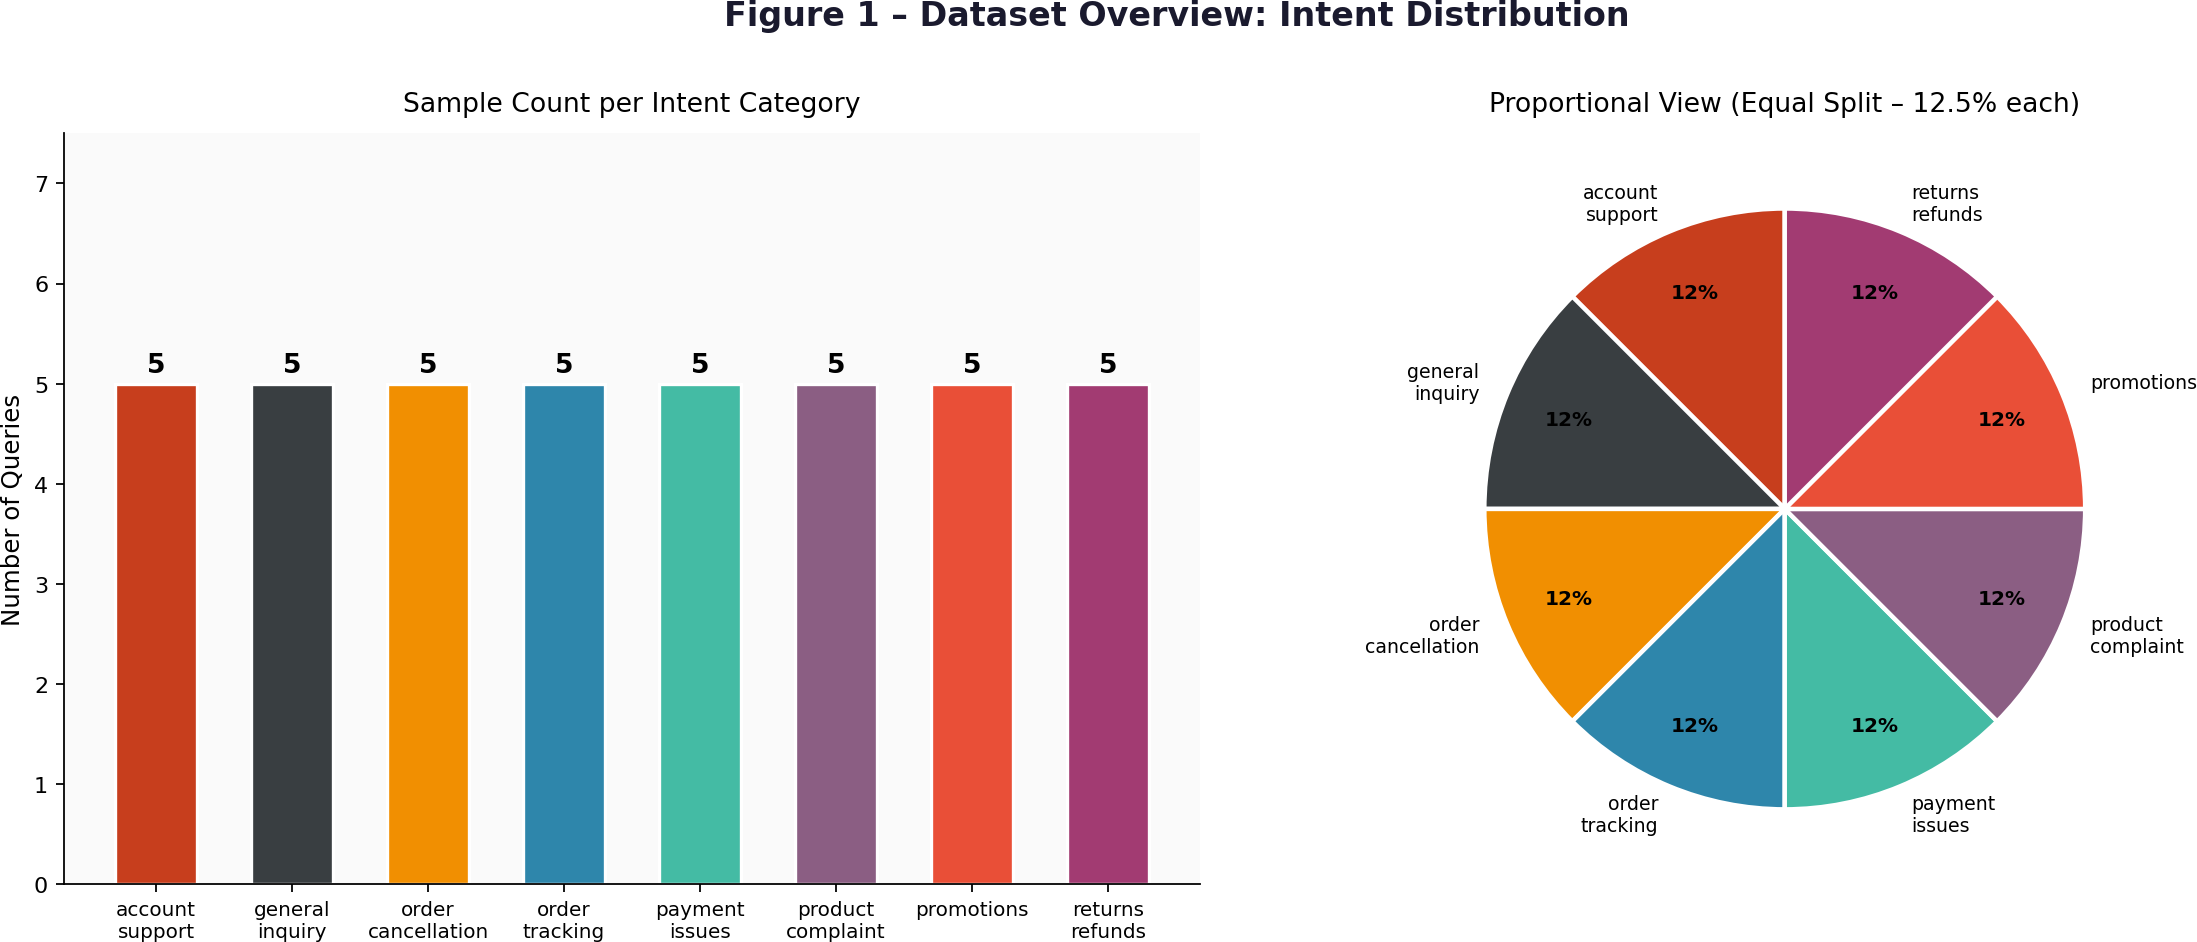 Figure 1 – Dataset Overview: Intent Distribution
Sample Count per Intent Category
Number of Queries
7
6
5
4
3
2
1
0
5
5
5
5
5
5
5
5
account
support
general
inquiry
order
cancellation
order
tracking
payment
issues
product
complaint
promotions
returns
refunds
Proportional View (Equal Split – 12.5% each)
account
support
12%
returns
refunds
12%
general
inquiry
12%
promotions
12%
order
cancellation
12%
product
complaint
12%
order
tracking
12%
payment
issues
12%